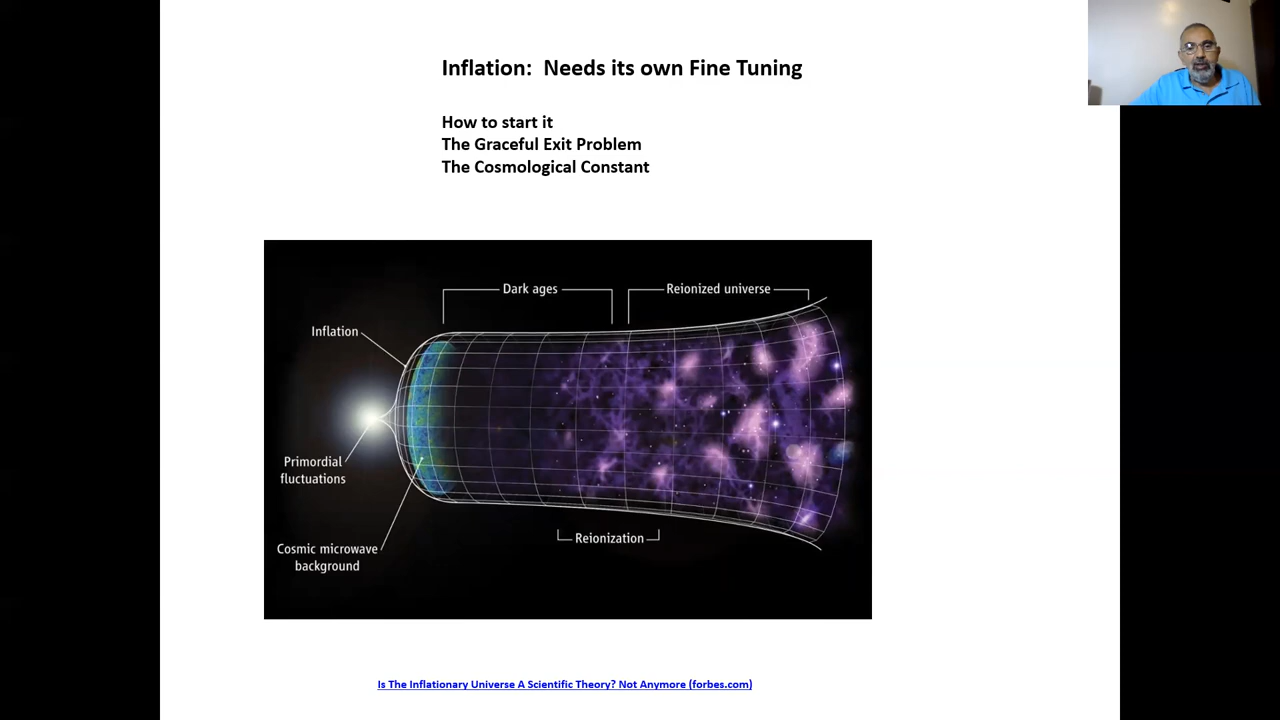 Inflation:  Needs its own Fine Tuning
How to start it
The Graceful Exit Problem
The Cosmological Constant
Dark ages
Reionized universe
Inflation
Primordial
fluctuations
Reionization
Cosmic microwave
background
Is The Inflationary Universe A Scientific Theory? Not Anymore (forbes.com)